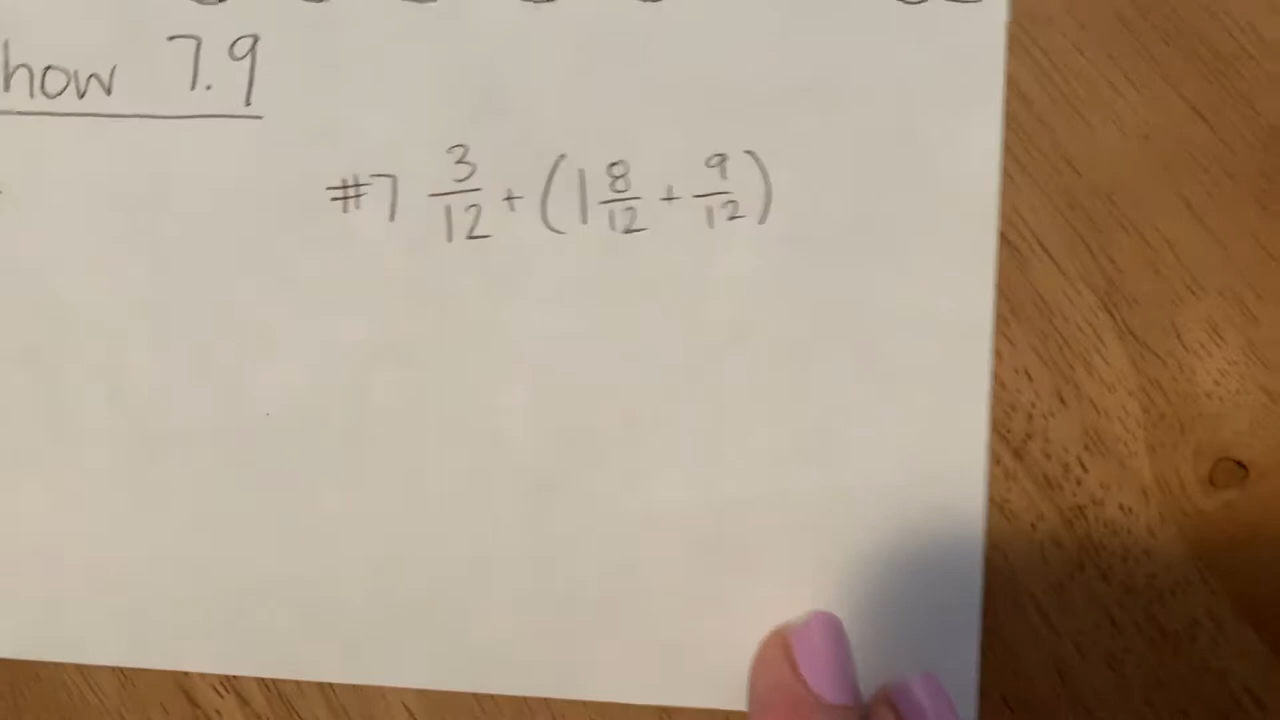 how 7.9
#7 3/12 + (1 8/12 + 9/12)